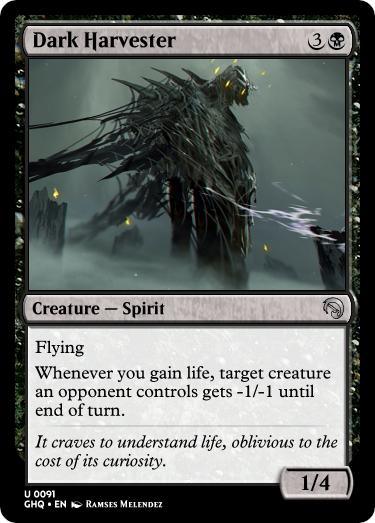 Dark Harvester 3
Creature — Spirit
Flying
Whenever you gain life, target creature
an opponent controls gets -1/-1 until
end of turn.
It craves to understand life, oblivious to the
cost of its curiosity.
1/4
U 0091
GHQ • EN Ramses Melendez